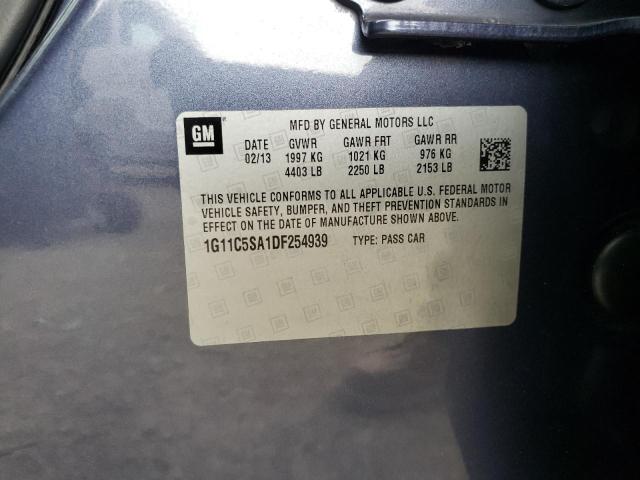 GM
MFD BY GENERAL MOTORS LLC
DATE GVWR GAWR FRT GAWR RR
02/13 1997 KG 1021 KG 976 KG
4403 LB 2250 LB 2153 LB
THIS VEHICLE CONFORMS TO ALL APPLICABLE U.S. FEDERAL MOTOR
VEHICLE SAFETY, BUMPER, AND THEFT PREVENTION STANDARDS IN
EFFECT ON THE DATE OF MANUFACTURE SHOWN ABOVE.
1G11C5SA1DF254939 TYPE: PASS CAR